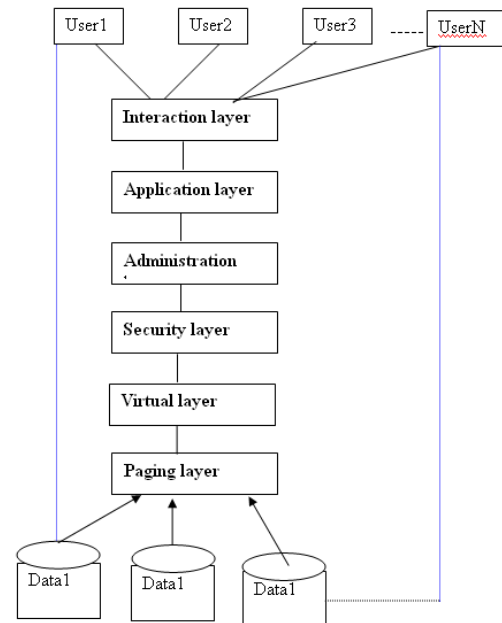 User1
User2
User3
-----
UserN
Interaction layer
Application layer
Administration
Security layer
Virtual layer
Paging layer
Data1
Data1
Data1